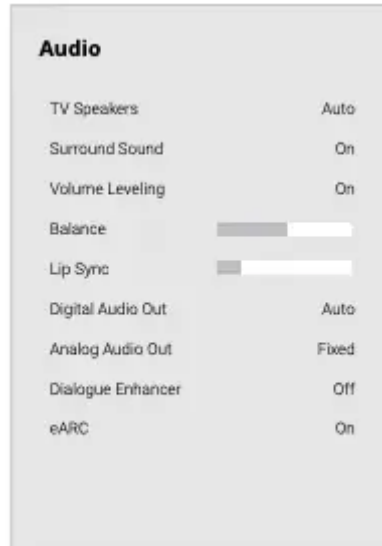 Audio
TV Speakers Auto
Surround Sound On
Volume Leveling On
Balance
Lip Sync
Digital Audio Out Auto
Analog Audio Out Fixed
Dialogue Enhancer Off
eARC On